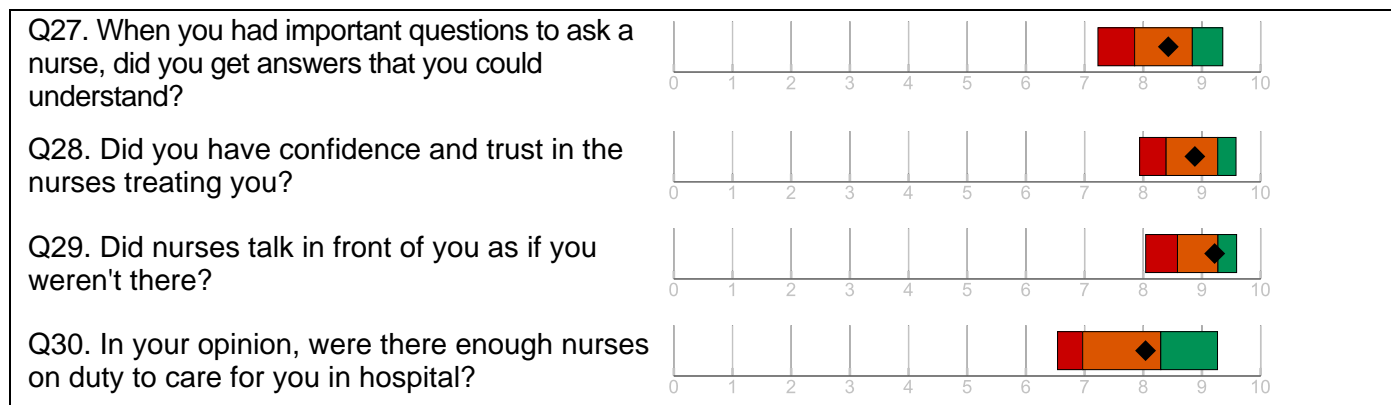 Q27. When you had important questions to ask a
nurse, did you get answers that you could
understand?
0 1 2 3 4 5 6 7 8 9 10
Q28. Did you have confidence and trust in the
nurses treating you?
0 1 2 3 4 5 6 7 8 9 10
Q29. Did nurses talk in front of you as if you
weren't there?
0 1 2 3 4 5 6 7 8 9 10
Q30. In your opinion, were there enough nurses
on duty to care for you in hospital?
0 1 2 3 4 5 6 7 8 9 10